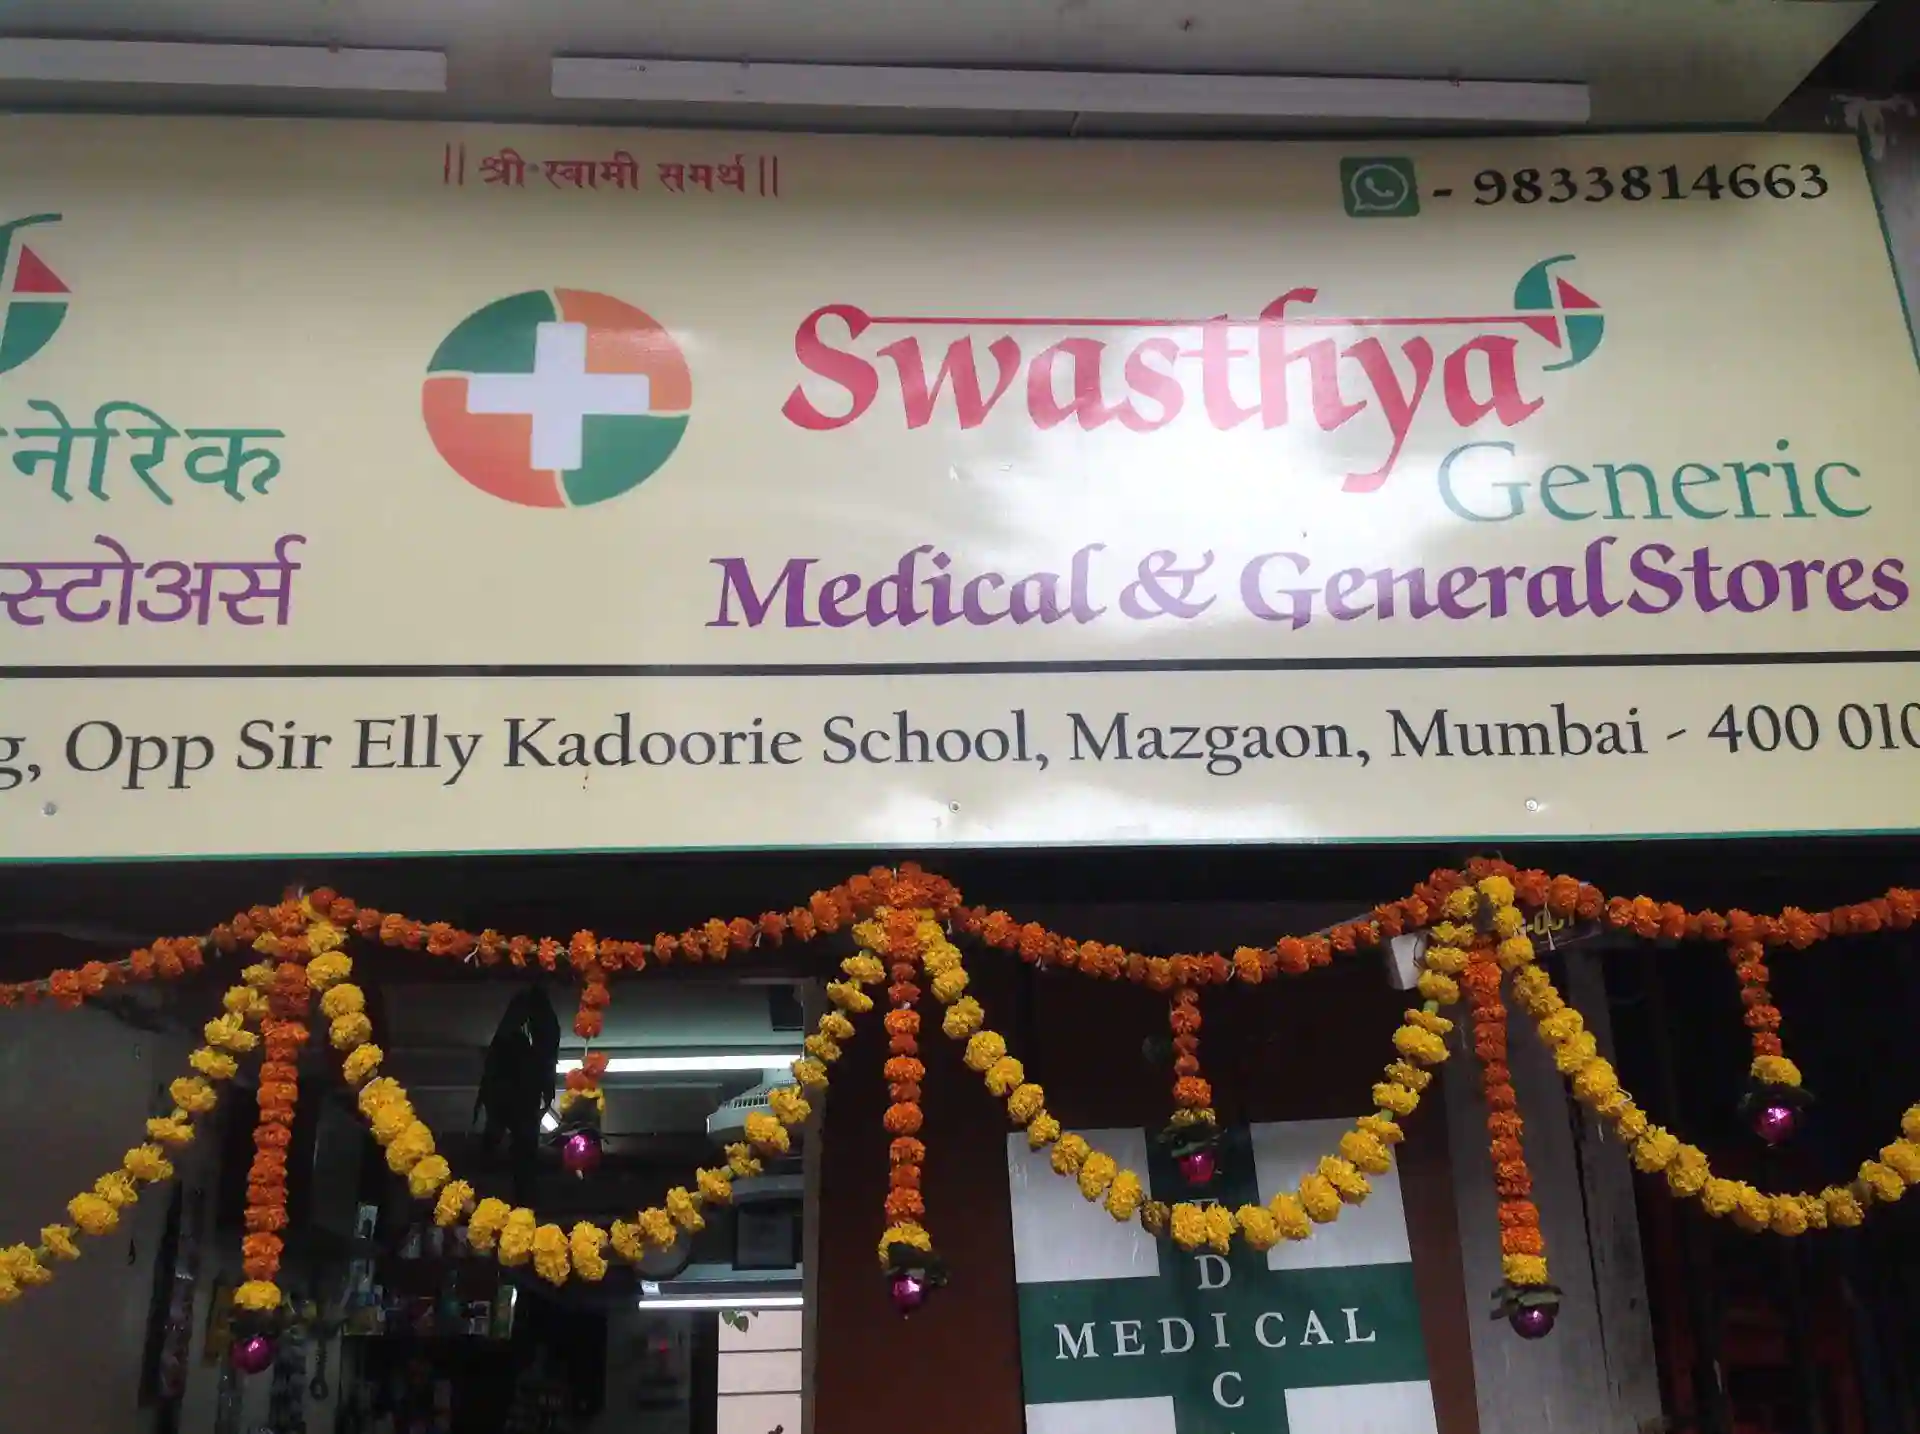 || श्री स्वामी समर्थ ||
- 9833814663
Swasthya
Generic
Medical & General Stores
नेरिक
स्टोअर्स
g, Opp Sir Elly Kadoorie School, Mazgaon, Mumbai - 400 010
MEDICAL